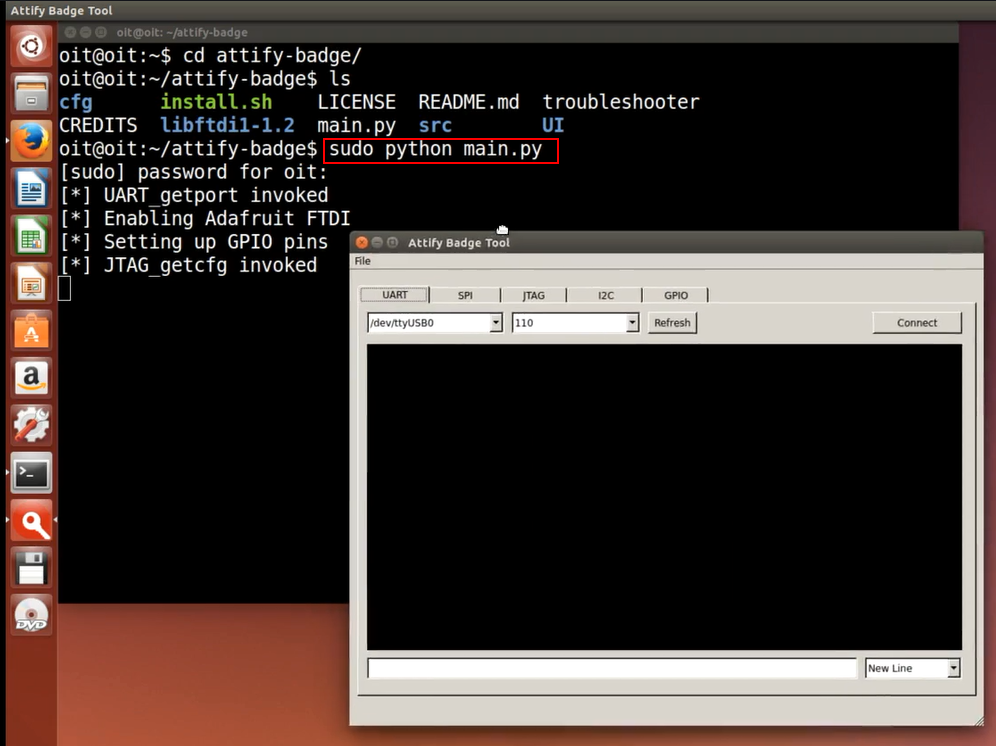 Attify Badge Tool
oit@oit: ~/attify-badge
oit@oit:~$ cd attify-badge/
oit@oit:~/attify-badge$ ls
cfg install.sh LICENSE README.md troubleshooter
CREDITS libftdi1-1.2 main.py src UI
oit@oit:~/attify-badge$ sudo python main.py
[sudo] password for oit:
[*] UART_getport invoked
[*] Enabling Adafruit FTDI
[*] Setting up GPIO pins
[*] JTAG_getcfg invoked
Attify Badge Tool
File
UART SPI JTAG I2C GPIO
/dev/ttyUSB0 110 Refresh Connect
New Line
a
DVD